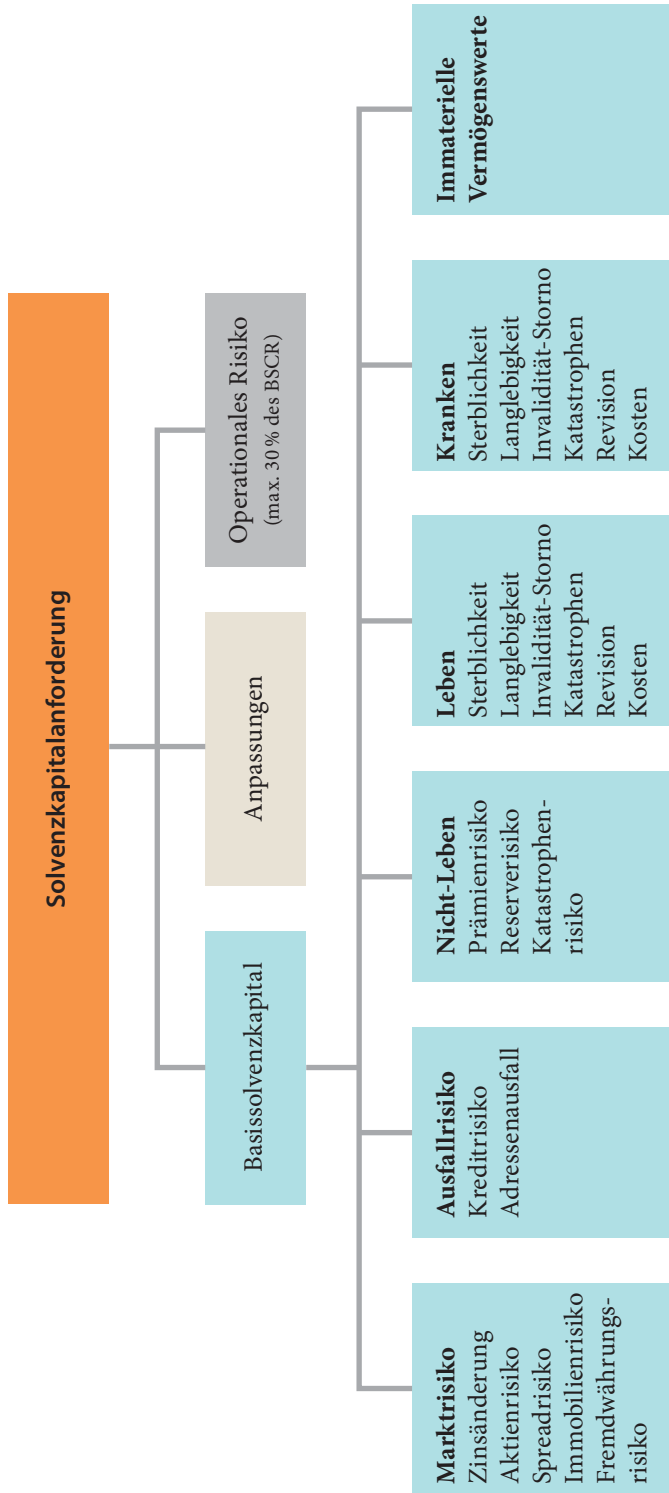 Solvenzkapitalanforderung
Basissolvenzkapital
Anpassungen
Operationales Risiko
(max. 30 % des BSCR)
Marktrisiko
Zinsänderung
Aktienrisiko
Spreadrisiko
Immobilienrisiko
Fremdwährungs-
risiko
Ausfallrisiko
Kreditrisiko
Adressenausfall
Nicht-Leben
Prämienrisiko
Reserverisiko
Katastrophen-
risiko
Leben
Sterblichkeit
Langlebigkeit
Invalidität-Storno
Katastrophen
Revision
Kosten
Kranken
Sterblichkeit
Langlebigkeit
Invalidität-Storno
Katastrophen
Revision
Kosten
Immaterielle
Vermögenswerte